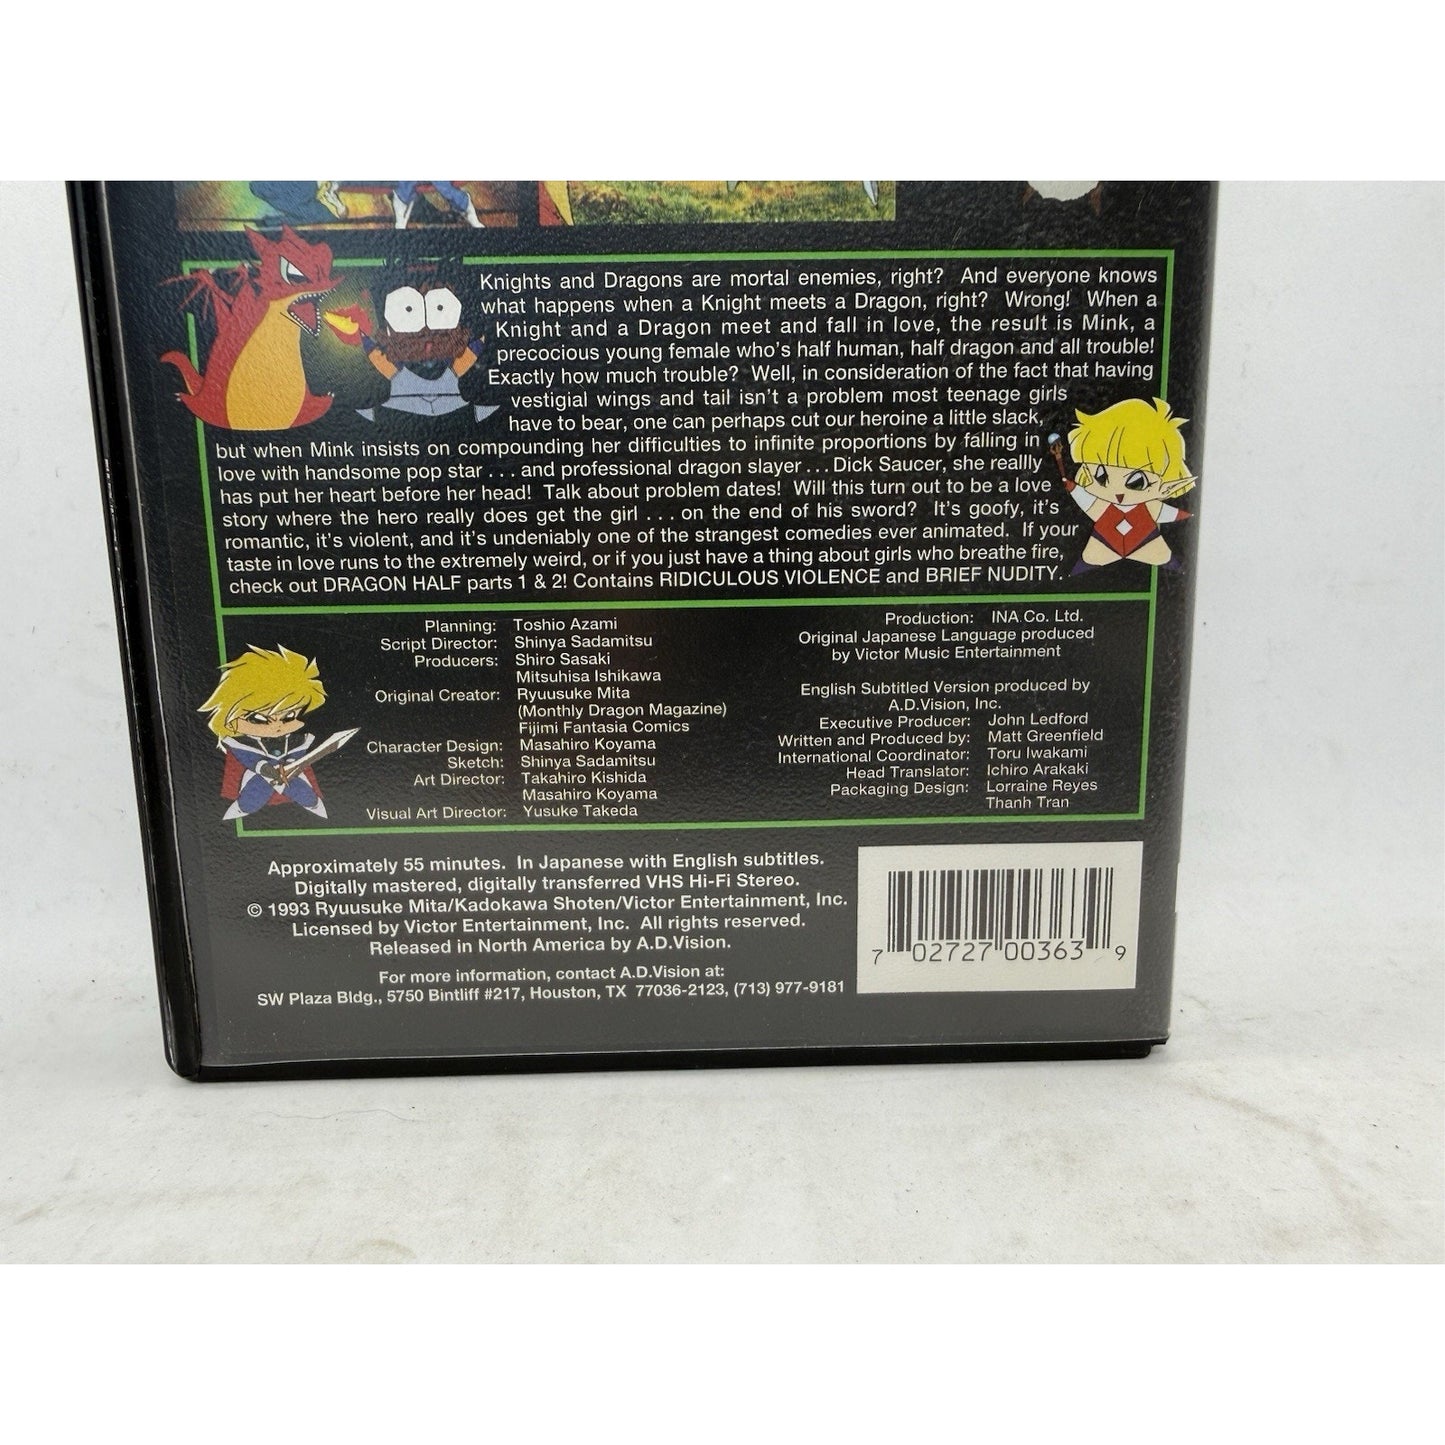 Knights and Dragons are mortal enemies, right? And everyone knows
what happens when a Knight meets a Dragon, right? Wrong! When a
Knight and a Dragon meet and fall in love, the result is Mink, a
precocious young female who's half human, half dragon and all trouble!
Exactly how much trouble? Well, in consideration of the fact that having
vestigial wings and tail isn't a problem most teenage girls
have to bear, one can perhaps cut our heroine a little slack,
but when Mink insists on compounding her difficulties to infinite proportions by falling in
love with handsome pop star . . . and professional dragon slayer . . . Dick Saucer, she reallly
has put her heart before her head! Talk about problem dates! Will this turn out to be a love
story where the hero really does get the girl . . . on the end of his sword? It's goofy, it's
romantic, it's violent, and it's undeniably one of the strangest comedies ever animated. If your
taste in love runs to the extremely weird, or if you just have a thing about girls who breathe fire,
check out DRAGON HALF parts 1 & 2! Contains RIDICULOUS VIOLENCE and BRIEF NUDITY.
Planning: Toshio Azami
Script Director: Shinya Sadamitsu
Producers: Shiro Sasaki
Mitsuhisa Ishikawa
Original Creator: Ryuusuke Mita
(Monthly Dragon Magazine)
Fijimi Fantasia Comics
Character Design: Masahiro Koyama
Sketch: Shinya Sadamitsu
Art Director: Takahiro Kishida
Masahiro Koyama
Visual Art Director: Yusuke Takeda
Production: INA Co. Ltd.
Original Japanese Language produced
by Victor Music Entertainment
English Subtitled Version produced by
A.D.Vision, Inc.
Executive Producer: John Ledford
Written and Produced by: Matt Greenfield
International Coordinator: Toru Iwakami
Head Translator: Ichiro Arakaki
Packaging Design: Lorraine Reyes
Thanh Tran
Approximately 55 minutes. In Japanese with English subtitles.
Digitally mastered, digitally transferred VHS Hi-Fi Stereo.
© 1993 Ryuusuke Mita/Kadokawa Shoten/Victor Entertainment, Inc.
Licensed by Victor Entertainment, Inc. All rights reserved.
Released in North America by A.D.Vision.
For more information, contact A.D.Vision at:
SW Plaza Bldg., 5750 Bintliff #217, Houston, TX 77036-2123, (713) 977-9181
7 02727 00363 9